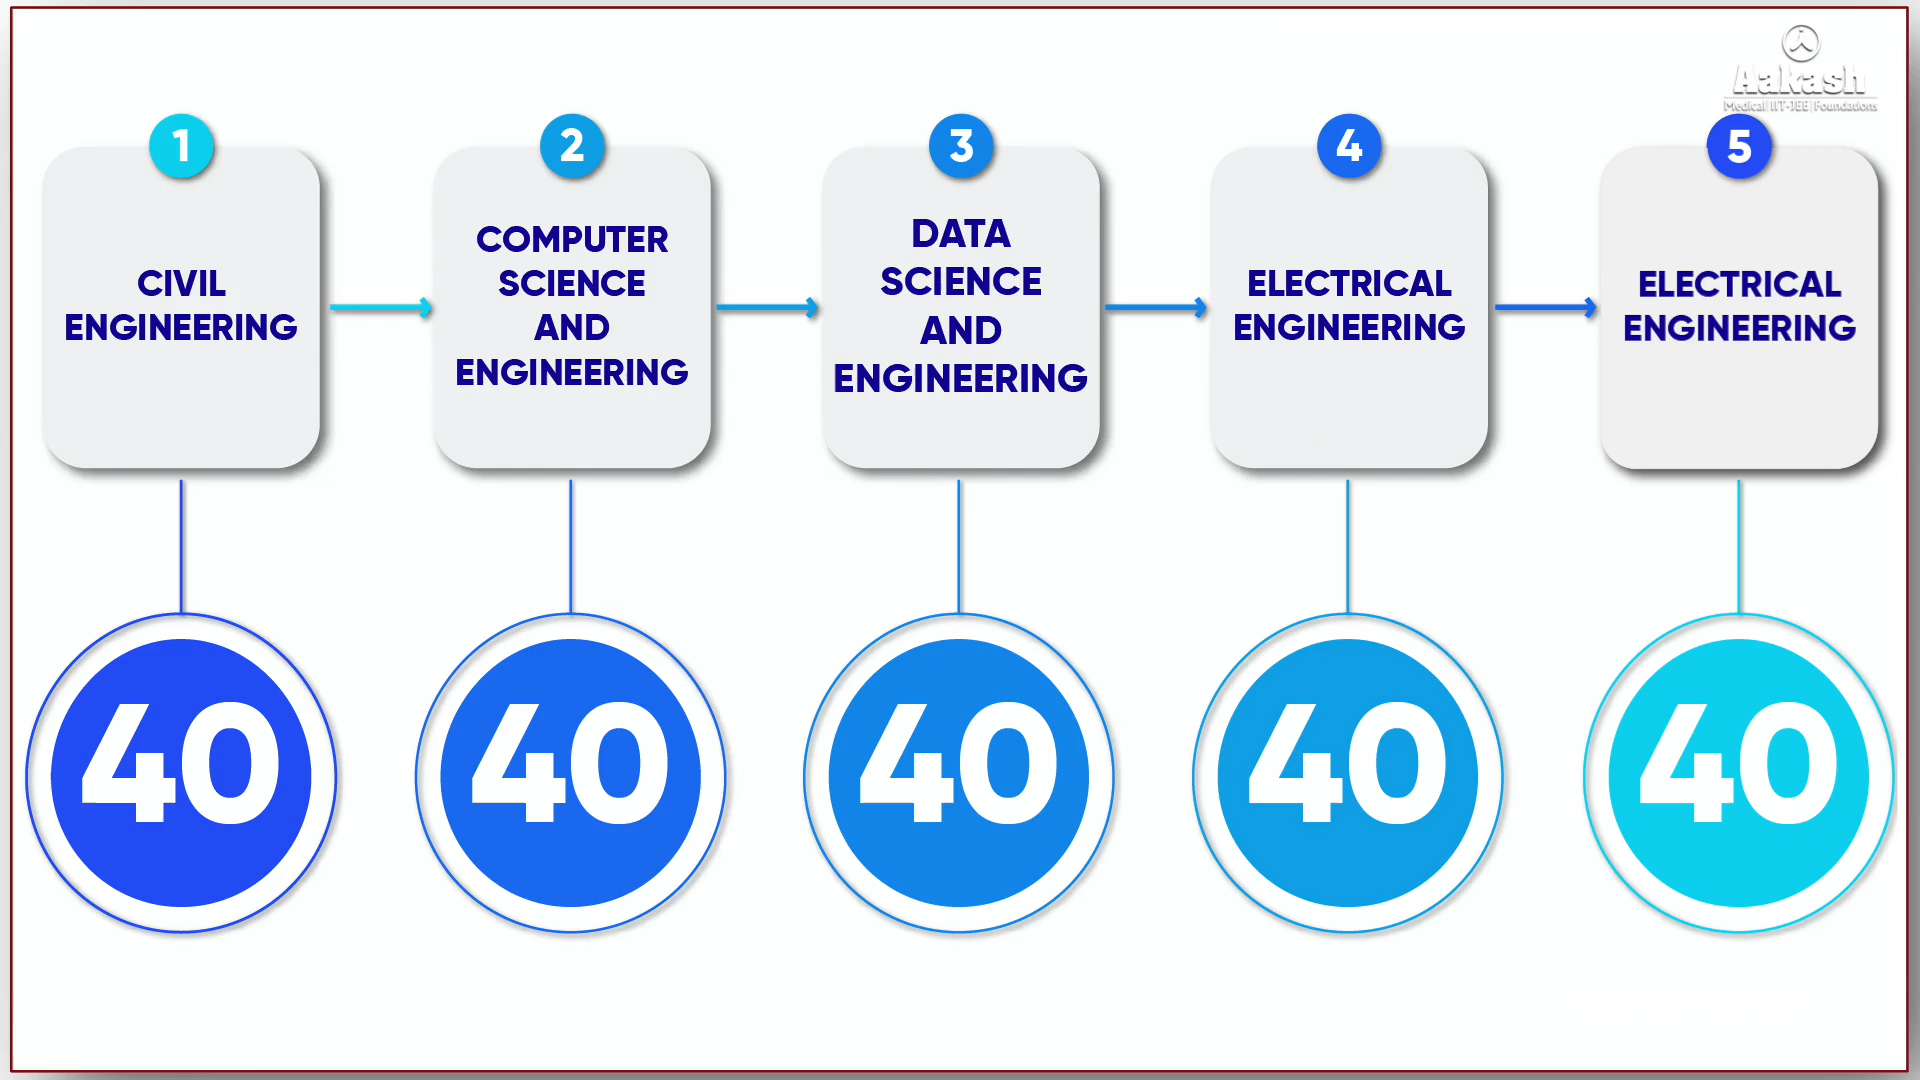 Aakash
Medical|IIT-JEE|Foundations
1
CIVIL
ENGINEERING
40
2
COMPUTER
SCIENCE
AND
ENGINEERING
40
3
DATA
SCIENCE
AND
ENGINEERING
40
4
ELECTRICAL
ENGINEERING
40
5
ELECTRICAL
ENGINEERING
40